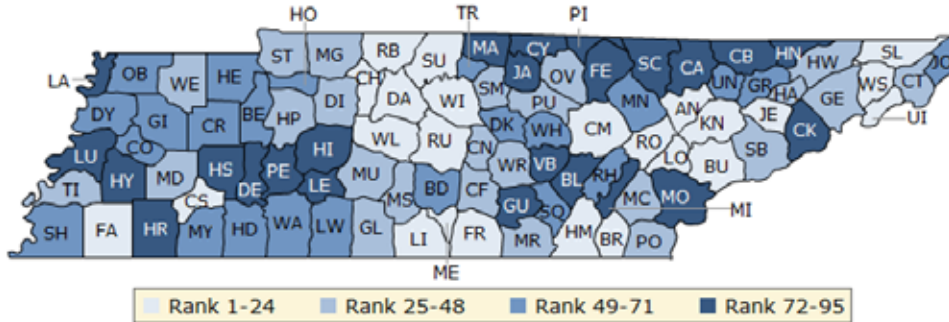 HO TR PI
ST MG RB SU MA CY HN SL JO
LA OB WE HE CH JA OV FE SC CA CB HW
DI DA WI SM UN GR HA GE WS CT
DY GI CR BE HP PU MN AN JE UI
CO WL RU DK WH CM KN CK
LU HY MD HS DE PE HI CN VB RO LO SB
TI CS LE MU MS BD CF WR BL RH MC MO BU MI
SH FA HR MY HD WA LW GL LI FR GU SQ MR HM BR PO
ME
Rank 1-24 Rank 25-48 Rank 49-71 Rank 72-95